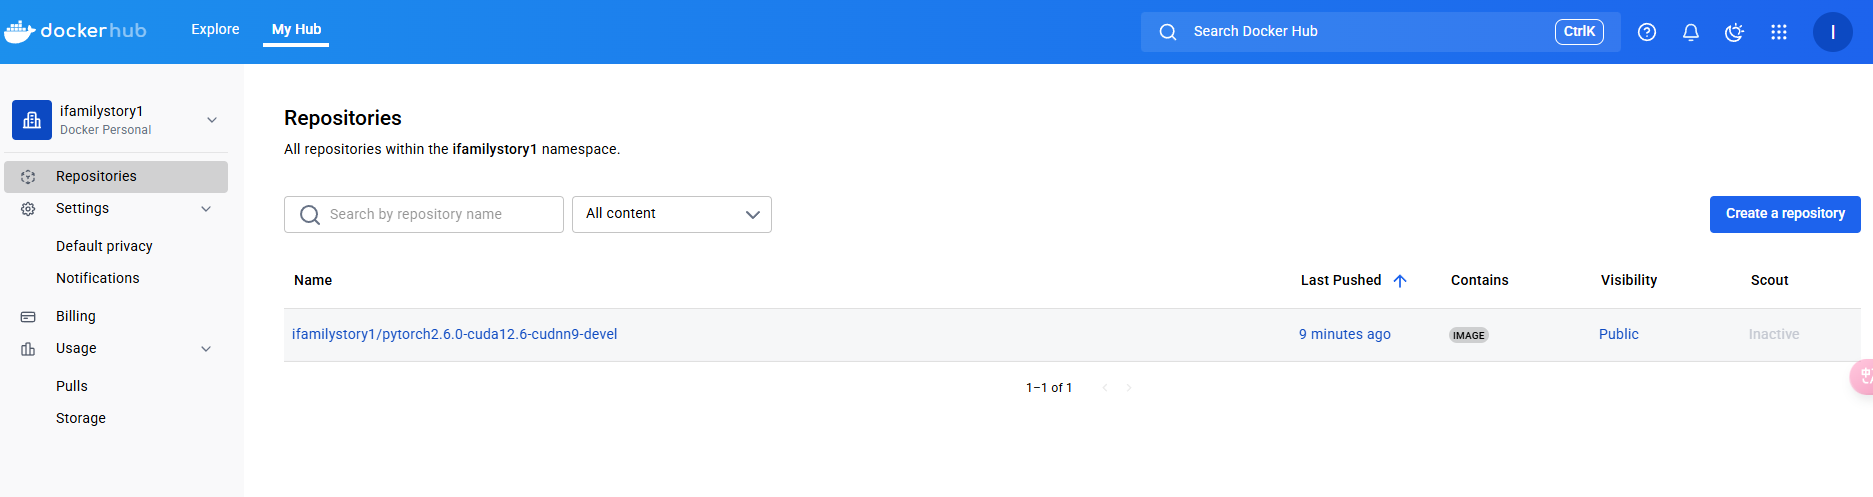 dockerhub
Explore
My Hub
Search Docker Hub
CtrlK
I
ifamilystory1
Docker Personal
Repositories
Settings
Default privacy
Notifications
Billing
Usage
Pulls
Storage
Repositories
All repositories within the ifamilystory1 namespace.
Search by repository name
All content
Create a repository
Name Last Pushed Contains Visibility Scout
ifamilystory1/pytorch2.6.0-cuda12.6-cudnn9-devel 9 minutes ago IMAGE Public Inactive
1–1 of 1